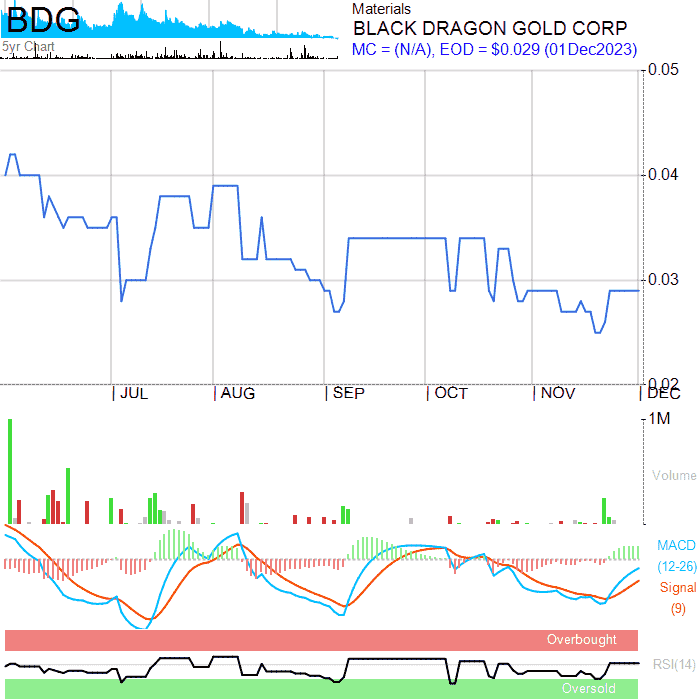 BDG
Materials
BLACK DRAGON GOLD CORP
MC = (N/A), EOD = $0.029 (01Dec2023)
5yr Chart
0.05
0.04
0.03
0.02
JUL AUG SEP OCT NOV DEC
1M
Volume
MACD
(12-26)
Signal
(9)
Overbought
RSI(14)
Oversold